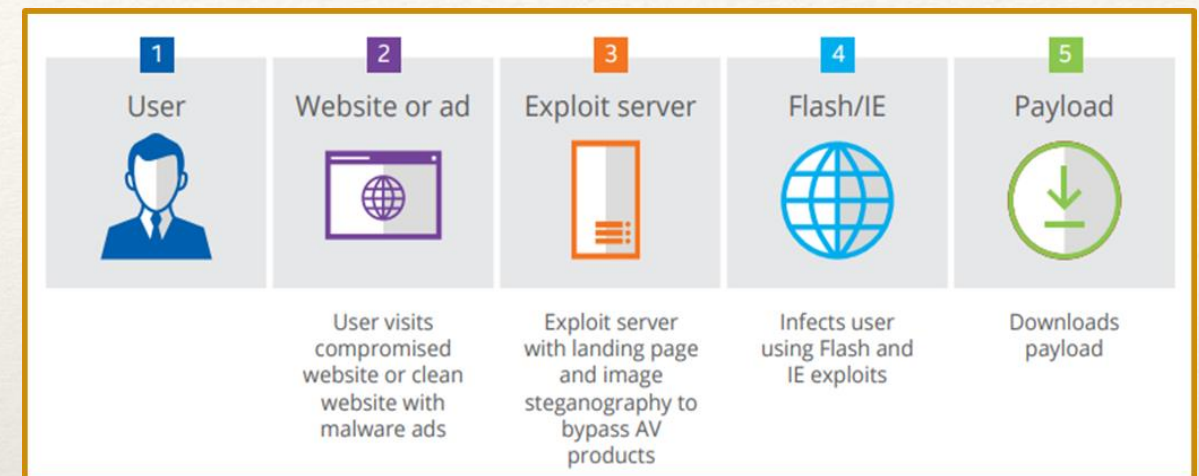 1
User
2
Website or ad
User visits
compromised
website or clean
website with
malware ads
3
Exploit server
Exploit server
with landing page
and image
steganography to
bypass AV
products
4
Flash/IE
Infects user
using Flash and
IE exploits
5
Payload
Downloads
payload